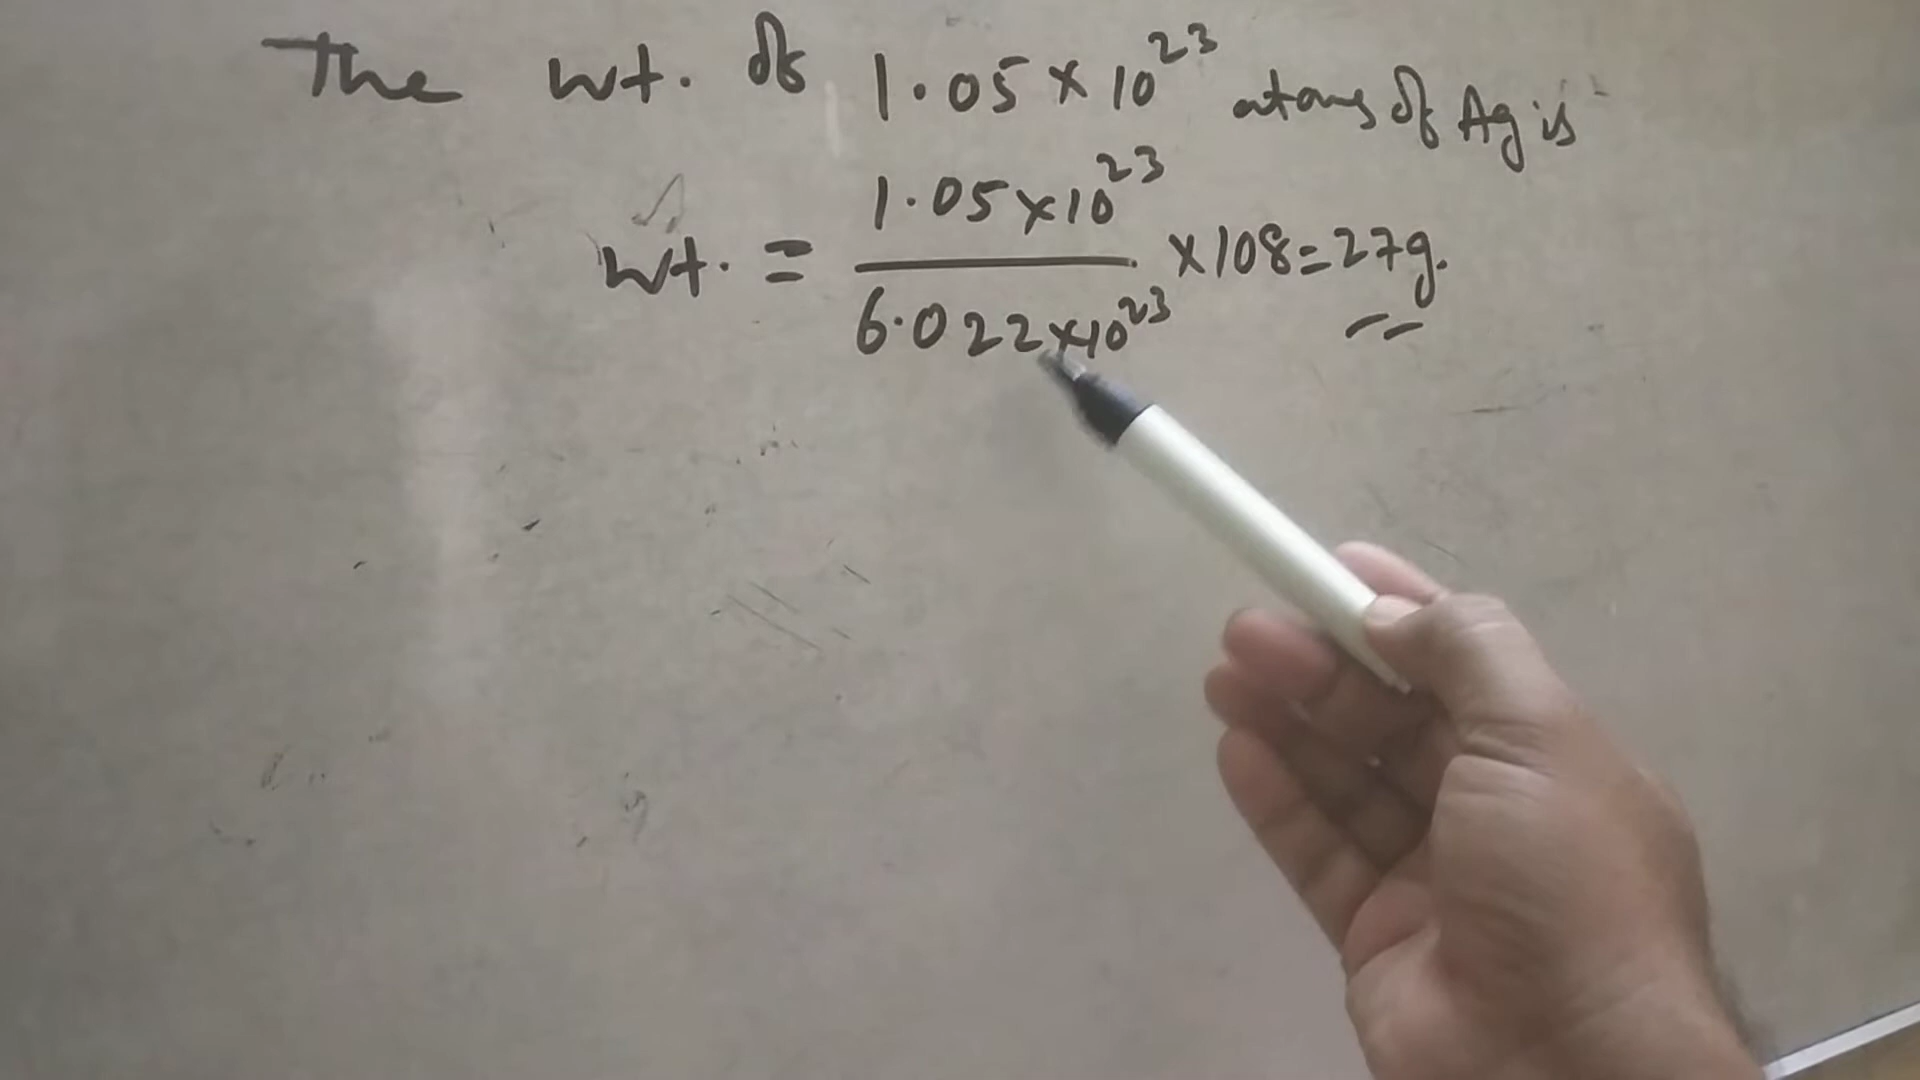 The wt. of 1.05 × 10²³ atoms of Ag is
wt. = 1.05×10²³ / 6.022×10²³ ×108 = 27g.